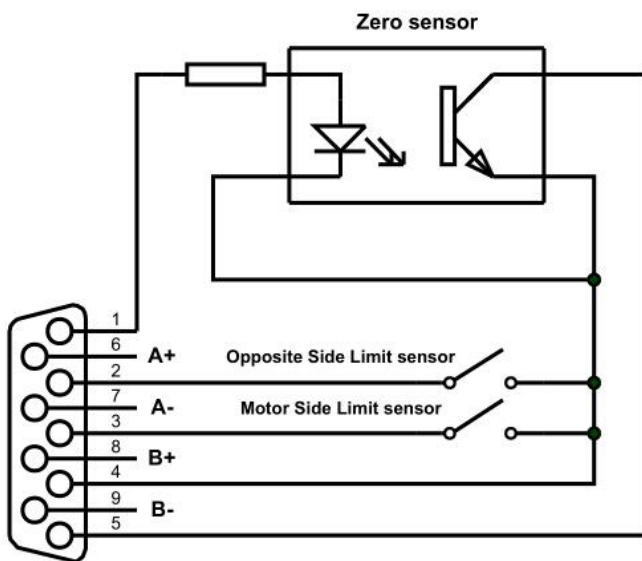 Zero sensor
1
6 A+
2 Opposite Side Limit sensor
7 A-
3 Motor Side Limit sensor
8 B+
4
9 B-
5